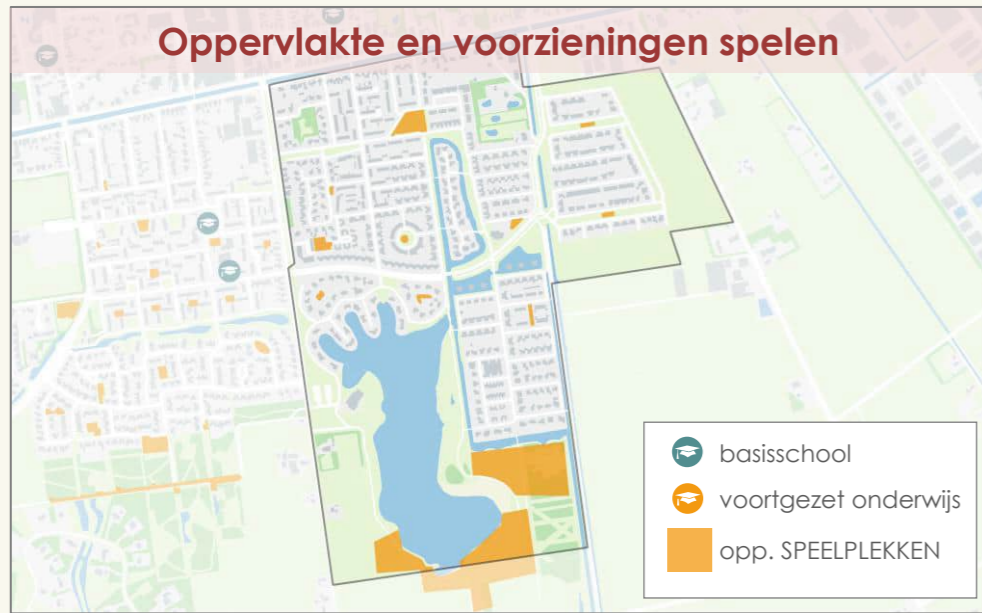 Oppervlakte en voorzieningen spelen
basisschool
voortgezet onderwijs
opp. SPEELPLEKKEN